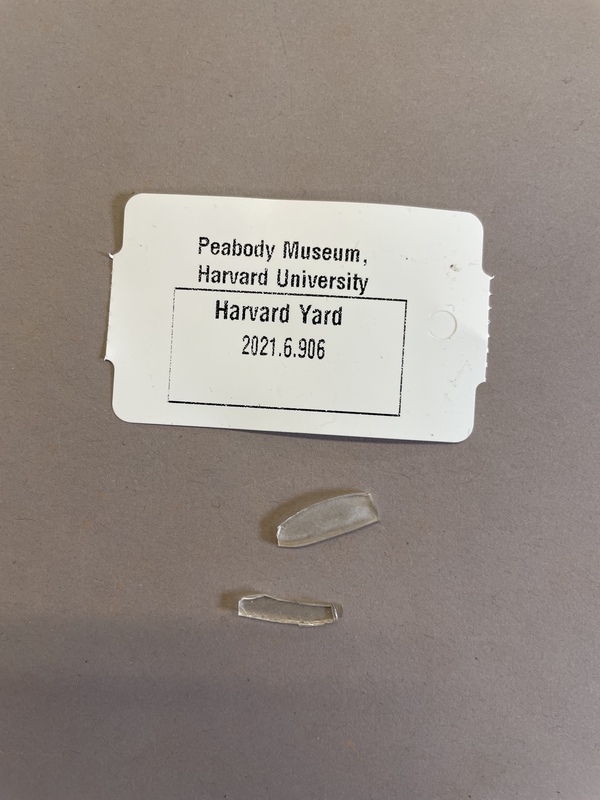 Peabody Museum,
Harvard University
Harvard Yard
2021.6.906